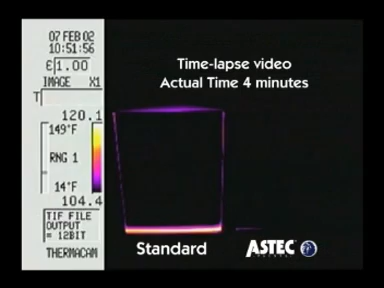 07 FEB 02
10:51:56
ε1.00
IMAGE X1
T
120.1
149°F
RNG 1
14°F
104.4
TIF FILE
OUTPUT
= 12BIT
THERMACAM
Time-lapse video
Actual Time 4 minutes
Standard
ASTEC